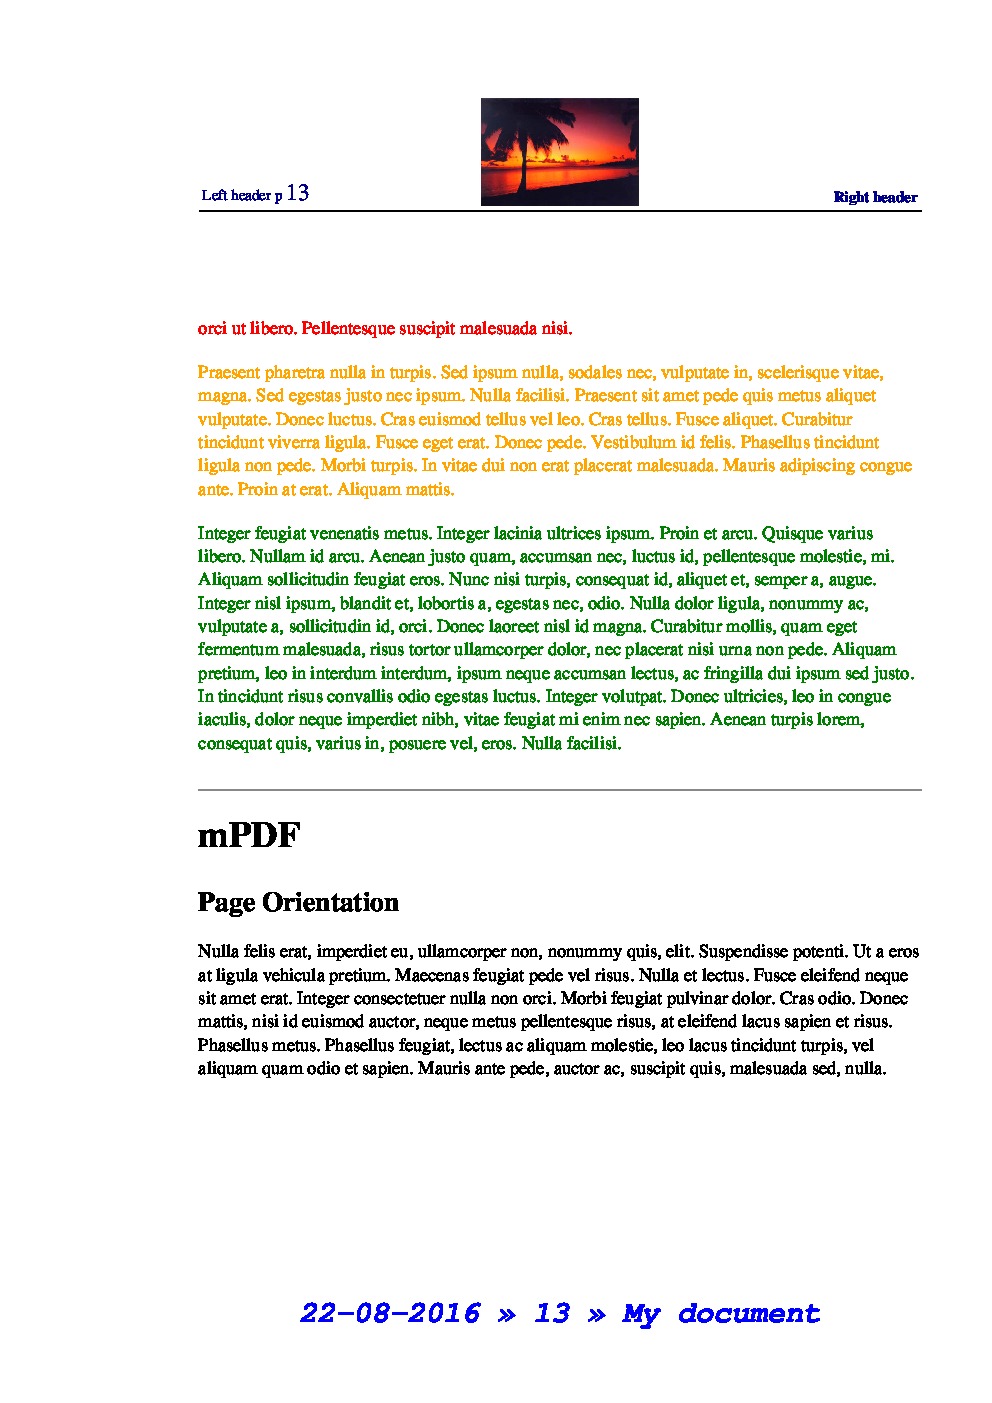 Left header p 13
Right header
orci ut libero. Pellentesque suscipit malesuada nisi.
Praesent pharetra nulla in turpis. Sed ipsum nulla, sodales nec, vulputate in, scelerisque vitae,
magna. Sed egestas justo nec ipsum. Nulla facilisi. Praesent sit amet pede quis metus aliquet
vulputate. Donec luctus. Cras euismod tellus vel leo. Cras tellus. Fusce aliquet. Curabitur
tincidunt viverra ligula. Fusce eget erat. Donec pede. Vestibulum id felis. Phasellus tincidunt
ligula non pede. Morbi turpis. In vitae dui non erat placerat malesuada. Mauris adipiscing congue
ante. Proin at erat. Aliquam mattis.
Integer feugiat venenatis metus. Integer lacinia ultrices ipsum. Proin et arcu. Quisque varius
libero. Nullam id arcu. Aenean justo quam, accumsan nec, luctus id, pellentesque molestie, mi.
Aliquam sollicitudin feugiat eros. Nunc nisi turpis, consequat id, aliquet et, semper a, augue.
Integer nisl ipsum, blandit et, lobortis a, egestas nec, odio. Nulla dolor ligula, nonummy ac,
vulputate a, sollicitudin id, orci. Donec laoreet nisl id magna. Curabitur mollis, quam eget
fermentum malesuada, risus tortor ullamcorper dolor, nec placerat nisi urna non pede. Aliquam
pretium, leo in interdum interdum, ipsum neque accumsan lectus, ac fringilla dui ipsum sed justo.
In tincidunt risus convallis odio egestas luctus. Integer volutpat. Donec ultricies, leo in congue
iaculis, dolor neque imperdiet nibh, vitae feugiat mi enim nec sapien. Aenean turpis lorem,
consequat quis, varius in, posuere vel, eros. Nulla facilisi.
mPDF
Page Orientation
Nulla felis erat, imperdiet eu, ullamcorper non, nonummy quis, elit. Suspendisse potenti. Ut a eros
at ligula vehicula pretium. Maecenas feugiat pede vel risus. Nulla et lectus. Fusce eleifend neque
sit amet erat. Integer consectetuer nulla non orci. Morbi feugiat pulvinar dolor. Cras odio. Donec
mattis, nisi id euismod auctor, neque metus pellentesque risus, at eleifend lacus sapien et risus.
Phasellus metus. Phasellus feugiat, lectus ac aliquam molestie, leo lacus tincidunt turpis, vel
aliquam quam odio et sapien. Mauris ante pede, auctor ac, suscipit quis, malesuada sed, nulla.
22-08-2016 » 13 » My document